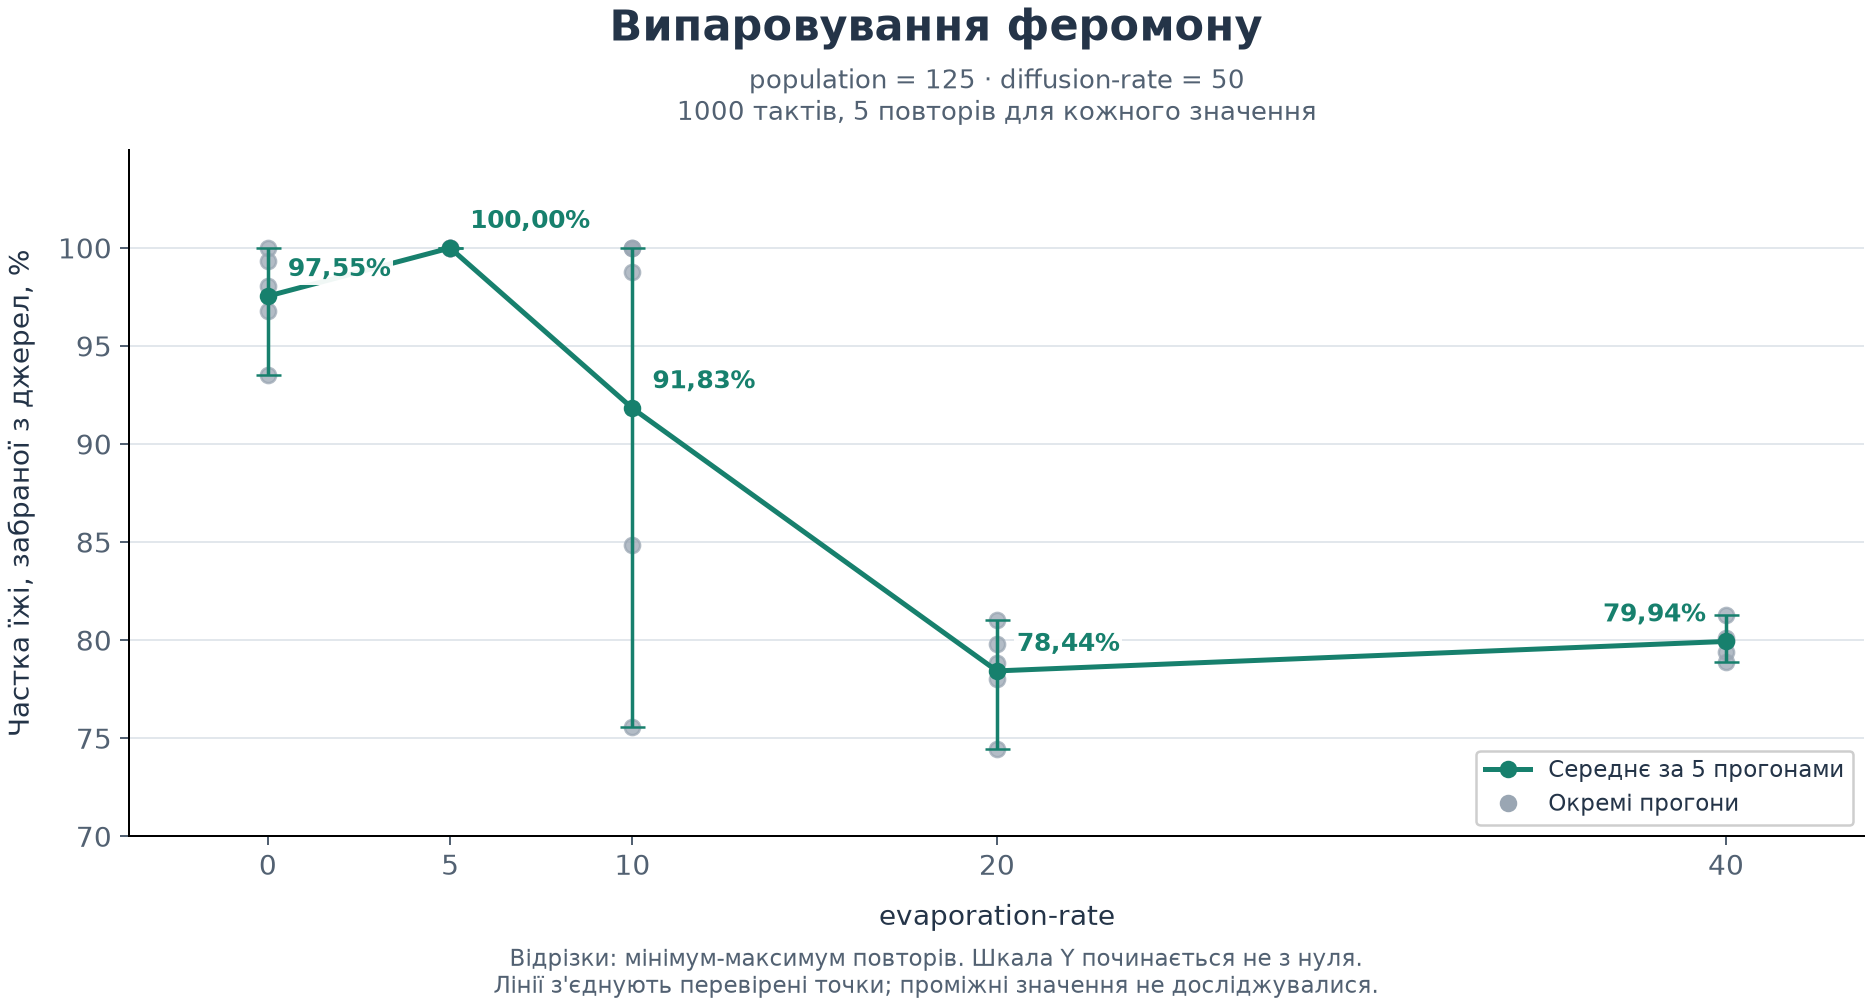 Випаровування феромону
population = 125 · diffusion-rate = 50
1000 тактів, 5 повторів для кожного значення
Частка їжі, забраної з джерел, %
100
95
90
85
80
75
70
97,55%
100,00%
91,83%
78,44%
79,94%
Середнє за 5 прогонами
Окремі прогони
0
5
10
20
40
evaporation-rate
Відрізки: мінімум-максимум повторів. Шкала Y починається не з нуля.
Лінії з'єднують перевірені точки; проміжні значення не досліджувалися.